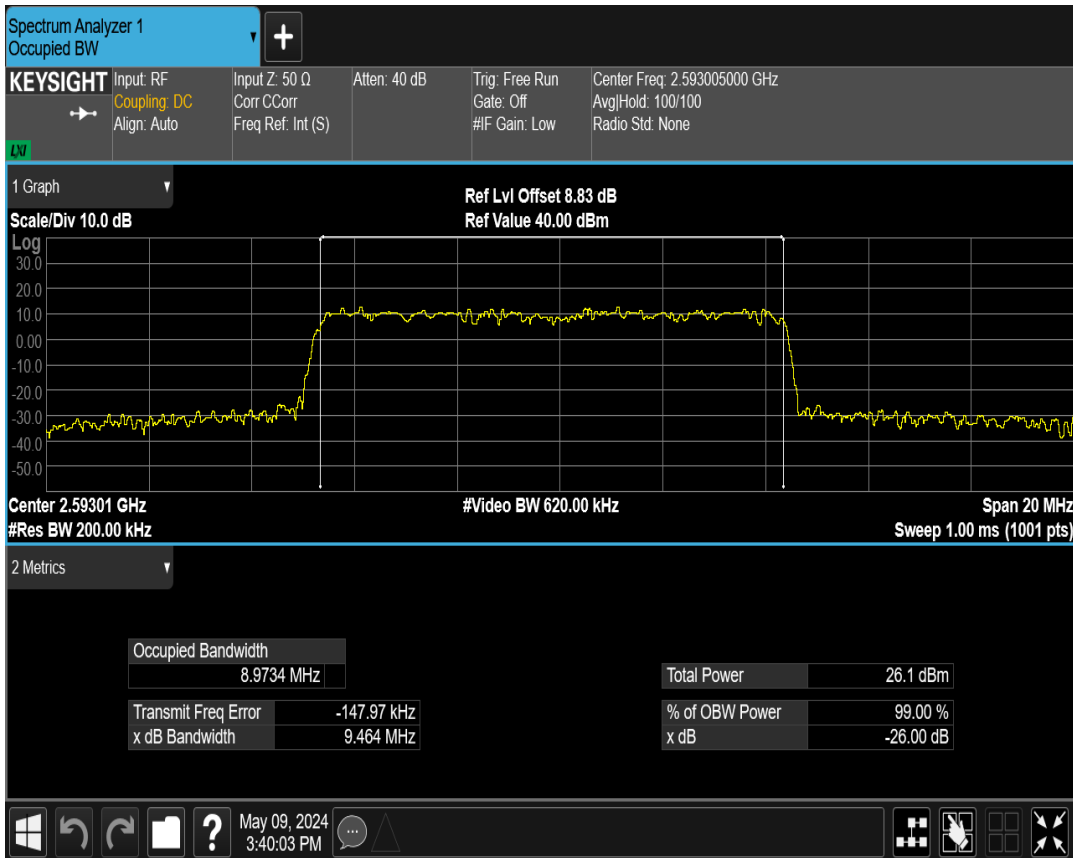 Spectrum Analyzer 1
Occupied BW
KEYSIGHT
LXI
Input: RF
Coupling: DC
Align: Auto
Input Z: 50 Ω
Corr CCorr
Freq Ref: Int (S)
Atten: 40 dB
Trig: Free Run
Gate: Off
#IF Gain: Low
Center Freq: 2.593005000 GHz
Avg|Hold: 100/100
Radio Std: None
1 Graph
Scale/Div 10.0 dB
Ref Lvl Offset 8.83 dB
Ref Value 40.00 dBm
Log
30.0
20.0
10.0
0.00
-10.0
-20.0
-30.0
-40.0
-50.0
Center 2.59301 GHz
#Video BW 620.00 kHz
Span 20 MHz
#Res BW 200.00 kHz
Sweep 1.00 ms (1001 pts)
2 Metrics
Occupied Bandwidth
8.9734 MHz
Total Power 26.1 dBm
Transmit Freq Error -147.97 kHz
% of OBW Power 99.00 %
x dB Bandwidth 9.464 MHz
x dB -26.00 dB
?
May 09, 2024
3:40:03 PM